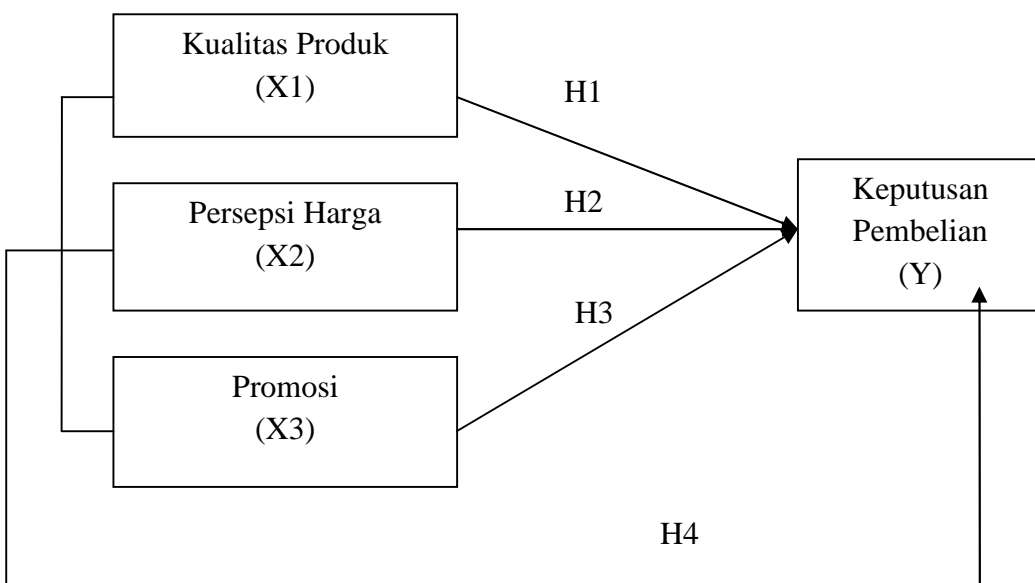 Kualitas Produk
(X1)
H1
Persepsi Harga
(X2)
H2
Keputusan
Pembelian
(Y)
H3
Promosi
(X3)
H4